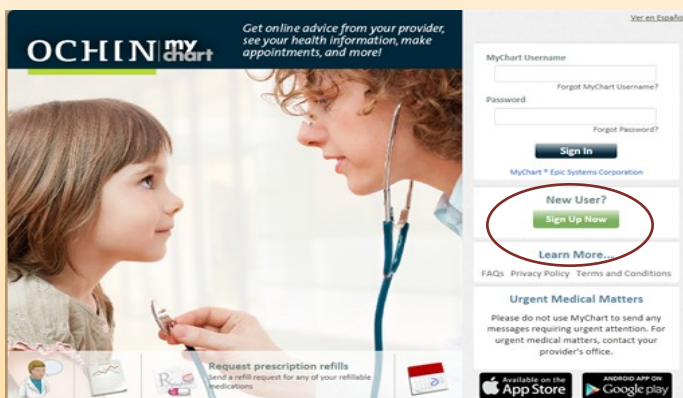 OCHIN my chart
Get online advice from your provider,
see your health information, make
appointments, and more!
Ver en Españo
MyChart Username
Forgot MyChart Username?
Password
Forgot Password?
Sign In
MyChart ® Epic Systems Corporation
New User?
Sign Up Now
Learn More...
FAQs Privacy Policy Terms and Conditions
Urgent Medical Matters
Please do not use MyChart to send any
messages requiring urgent attention. For
urgent medical matters, contact your
provider's office.
Request prescription refills
Send a refill request for any of your refillable
medications
Available on the
App Store
ANDROID APP ON
Google play